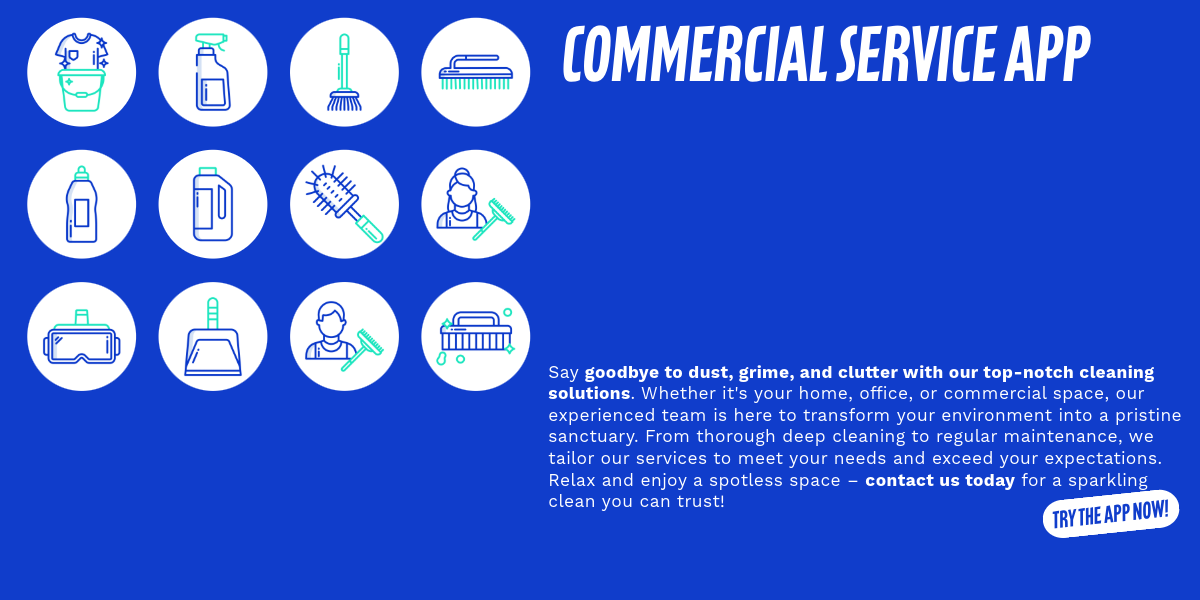 COMMERCIAL SERVICE APP
Say goodbye to dust, grime, and clutter with our top-notch cleaning
solutions. Whether it's your home, office, or commercial space, our
experienced team is here to transform your environment into a pristine
sanctuary. From thorough deep cleaning to regular maintenance, we
tailor our services to meet your needs and exceed your expectations.
Relax and enjoy a spotless space – contact us today for a sparkling
clean you can trust!
TRY THE APP NOW!